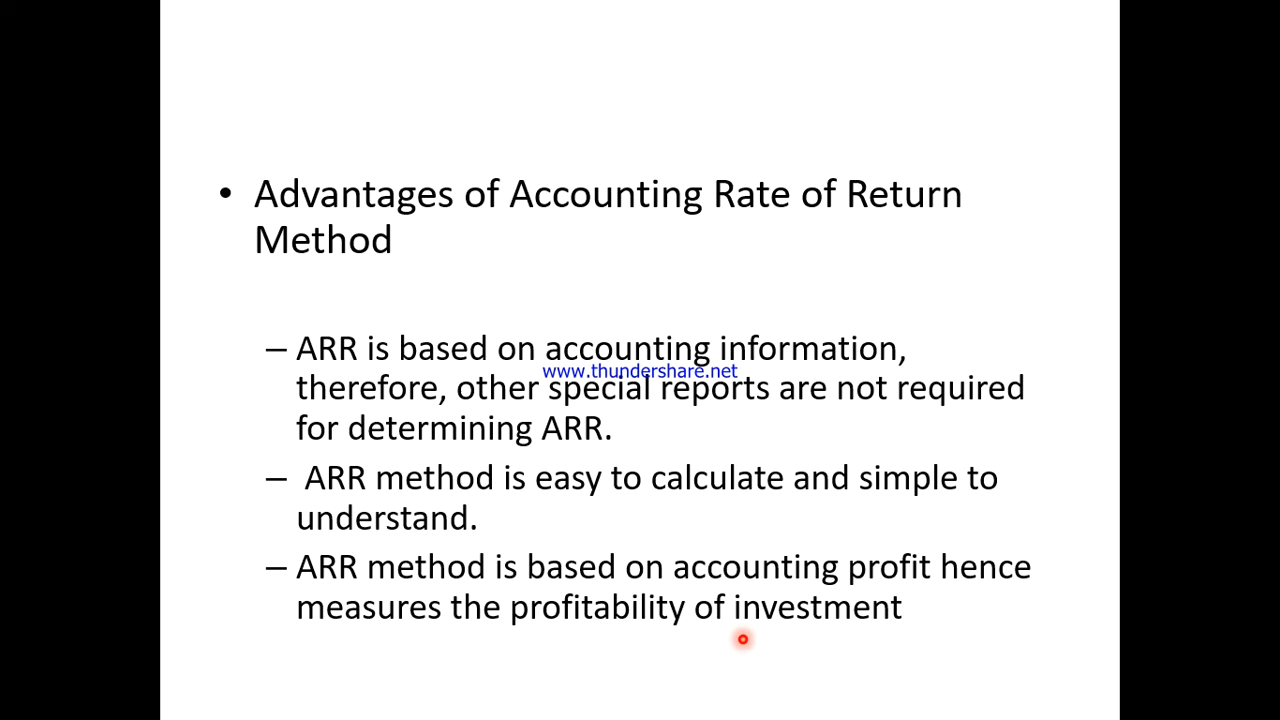 • Advantages of Accounting Rate of Return
Method
– ARR is based on accounting information,
www.thundershare.net
therefore, other special reports are not required
for determining ARR.
– ARR method is easy to calculate and simple to
understand.
– ARR method is based on accounting profit hence
measures the profitability of investment